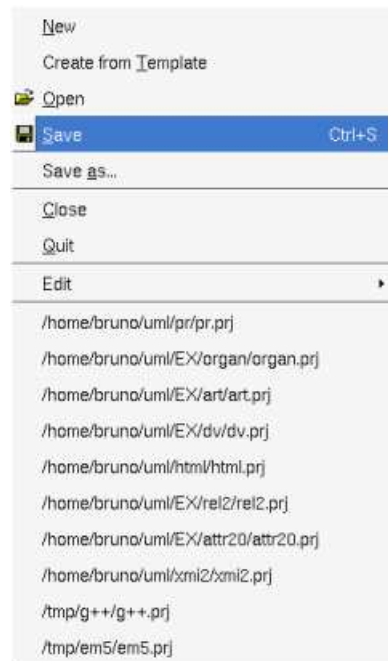 New
Create from Template
Open
Save Ctrl+S
Save as...
Close
Quit
Edit
/home/bruno/uml/pr/pr.prj
/home/bruno/uml/EX/organ/organ.prj
/home/bruno/uml/EX/art/art.prj
/home/bruno/uml/EX/dv/dv.prj
/home/bruno/uml/html/html.prj
/home/bruno/uml/EX/rel2/rel2.prj
/home/bruno/uml/EX/attr20/attr20.prj
/home/bruno/uml/xmi2/xmi2.prj
/tmp/g++/g++.prj
/tmp/em5/em5.prj